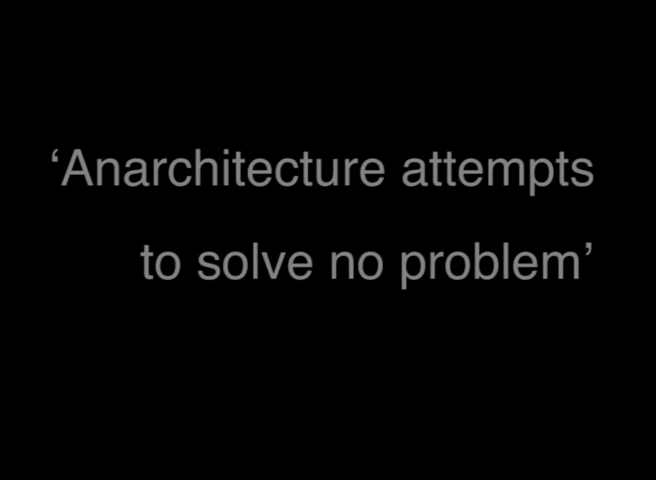 ‘Anarchitecture attempts
to solve no problem’